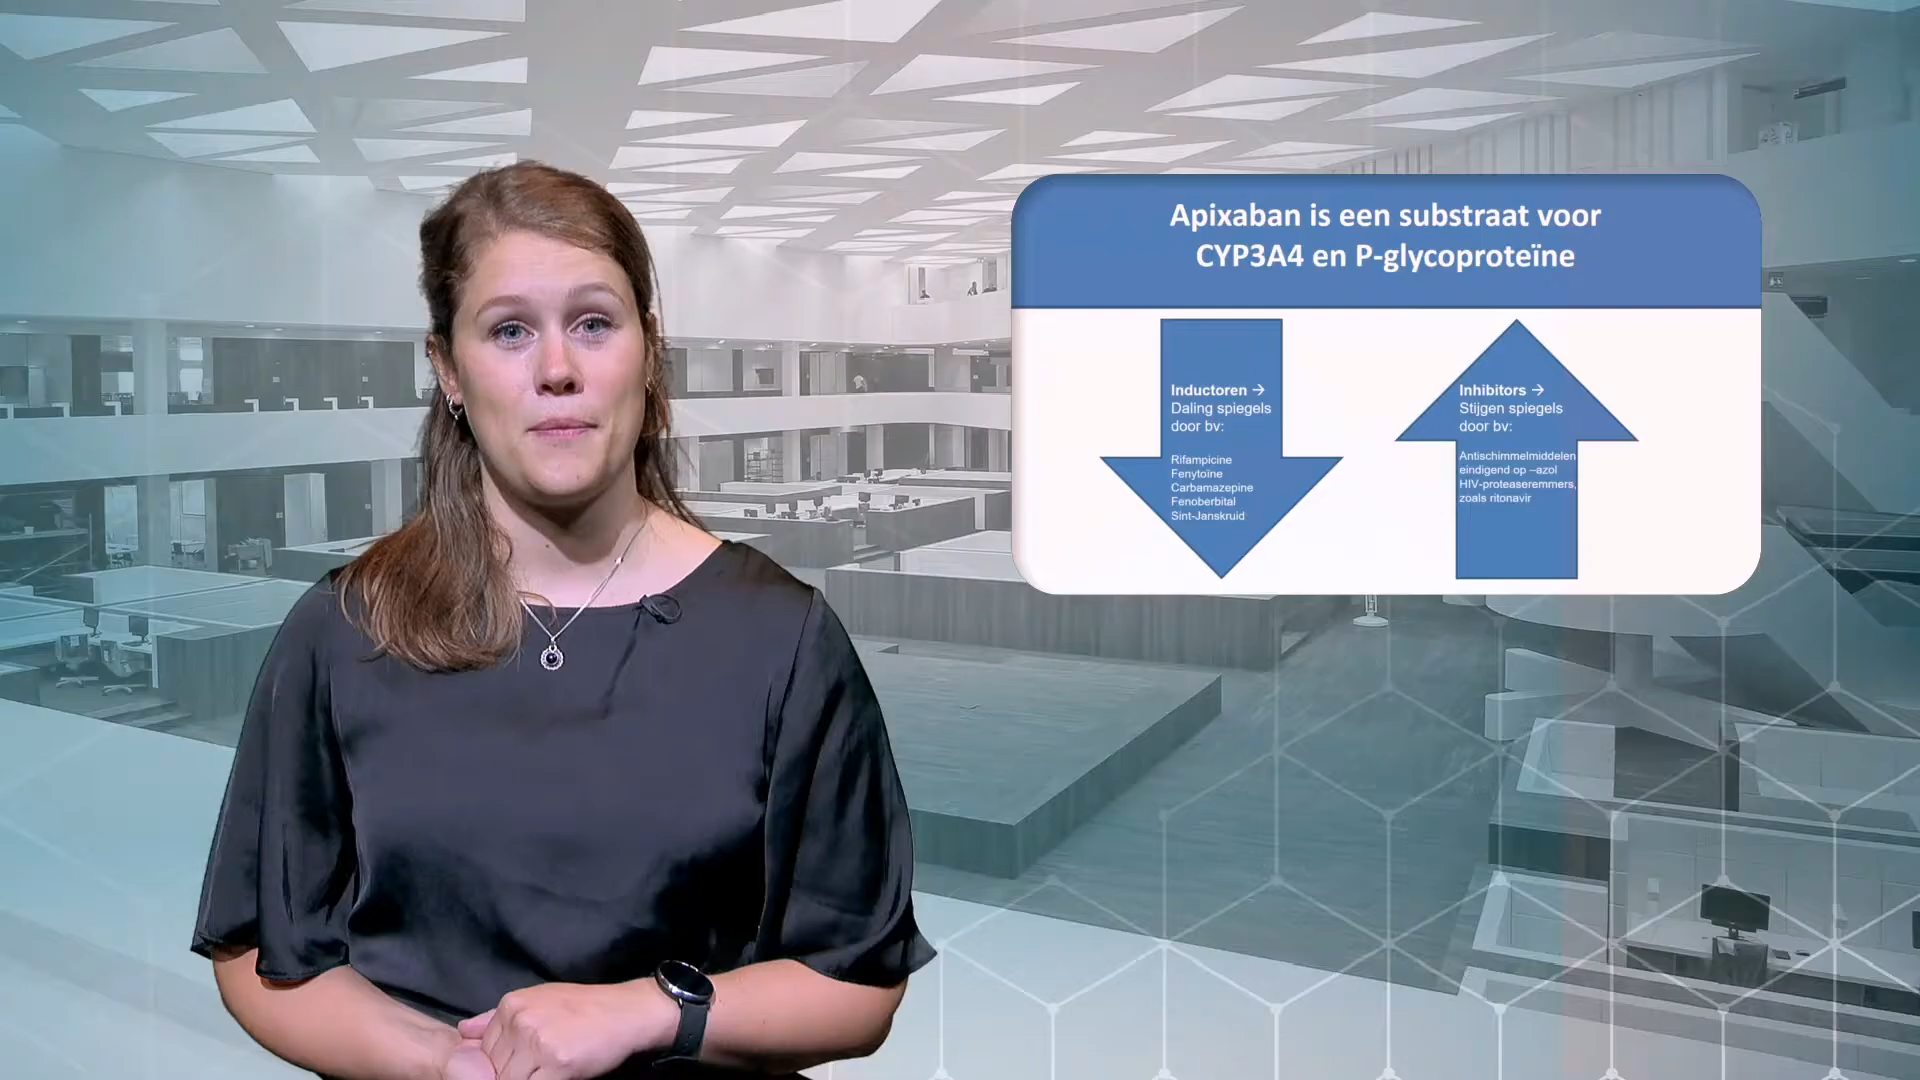 Apixaban is een substraat voor
CYP3A4 en P-glycoproteïne
Inductoren →
Daling spiegels
door bv:
Rifampicine
Fenytoïne
Carbamazepine
Fenoberbital
Sint-Janskruid
Inhibitors →
Stijgen spiegels
door bv:
Antischimmelmiddelen
eindigend op –azol
HIV-proteaseremmers,
zoals ritonavir